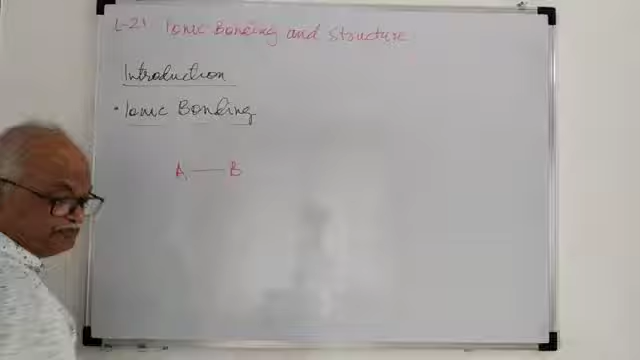 L-21 Ionic Bonding and Structure
Introduction
• Ionic Bonding
A — B